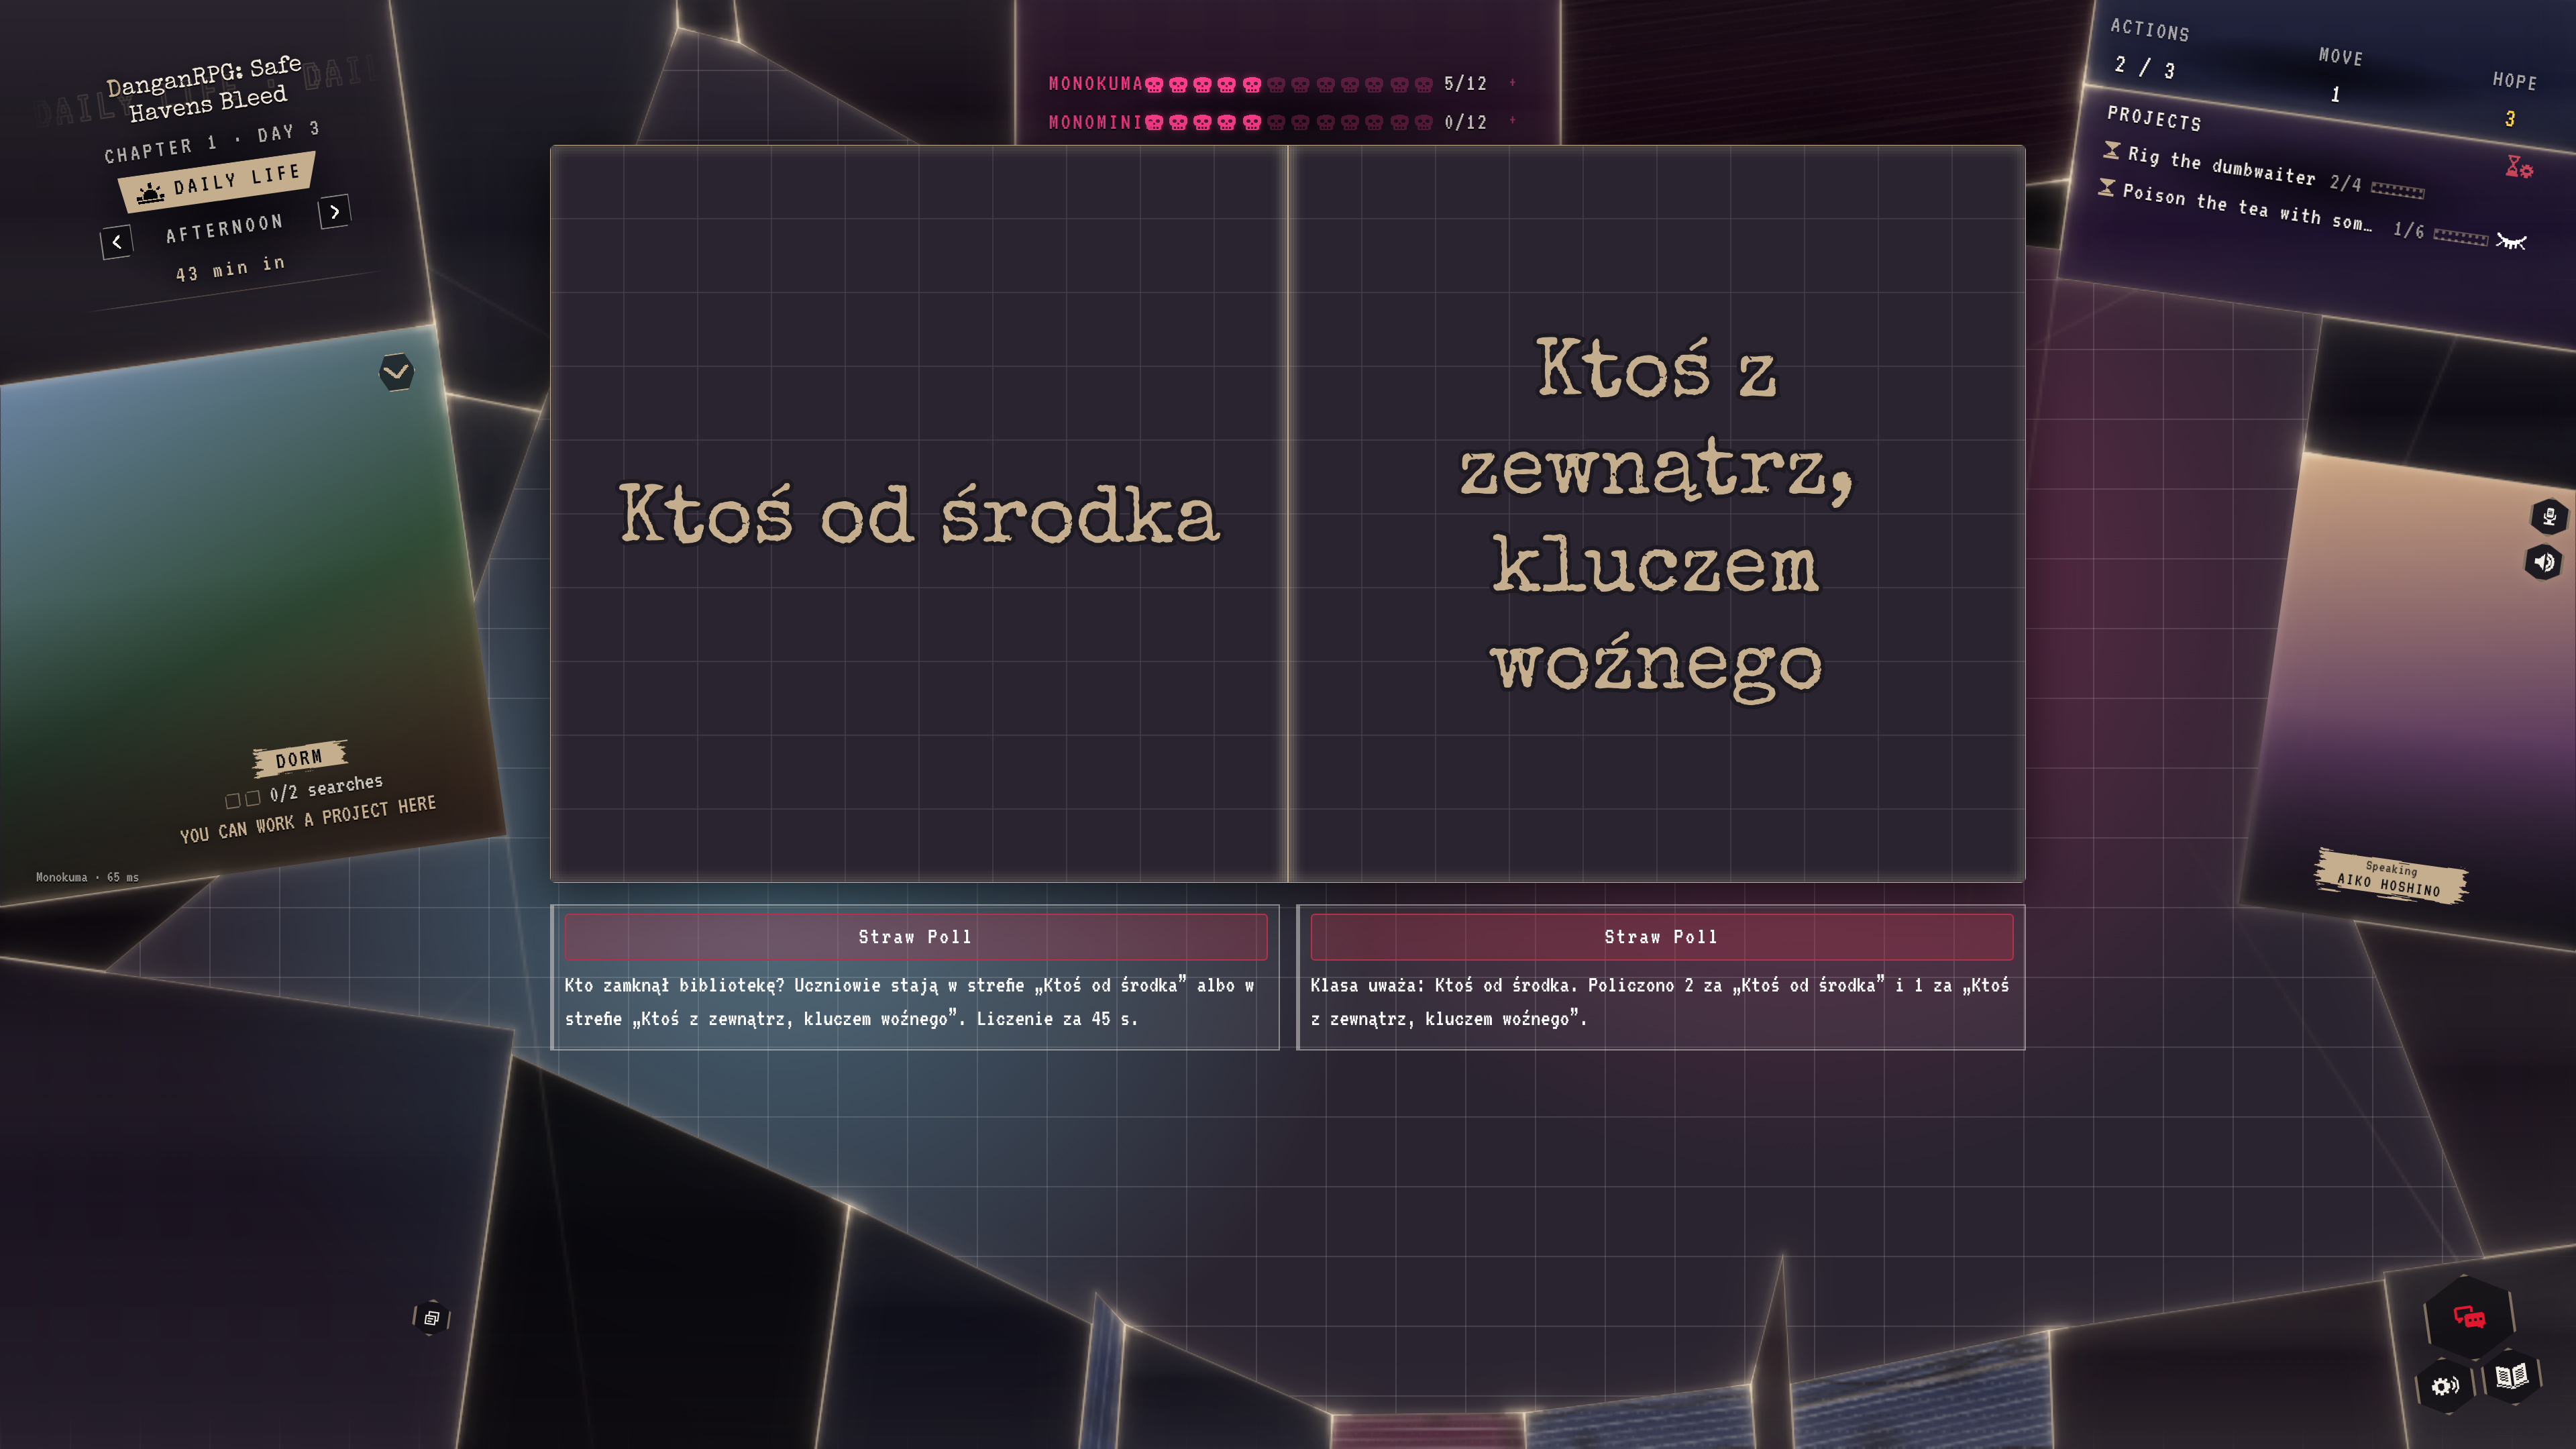 DanganRPG: Safe
Havens Bleed
CHAPTER 1 · DAY 3
DAILY LIFE
AFTERNOON
43 min in
MONOKUMA 5/12 +
MONOMINI 0/12 +
ACTIONS
2 / 3
MOVE
1
HOPE
3
PROJECTS
Rig the dumbwaiter 2/4
Poison the tea with som… 1/6
Ktoś od środka
Ktoś z
zewnątrz,
kluczem
woźnego
DORM
0/2 searches
YOU CAN WORK A PROJECT HERE
Monokuma · 65 ms
Speaking
AIKO HOSHINO
Straw Poll
Kto zamknął bibliotekę? Uczniowie stają w strefie „Ktoś od środka” albo w
strefie „Ktoś z zewnątrz, kluczem woźnego”. Liczenie za 45 s.
Straw Poll
Klasa uważa: Ktoś od środka. Policzono 2 za „Ktoś od środka” i 1 za „Ktoś
z zewnątrz, kluczem woźnego”.